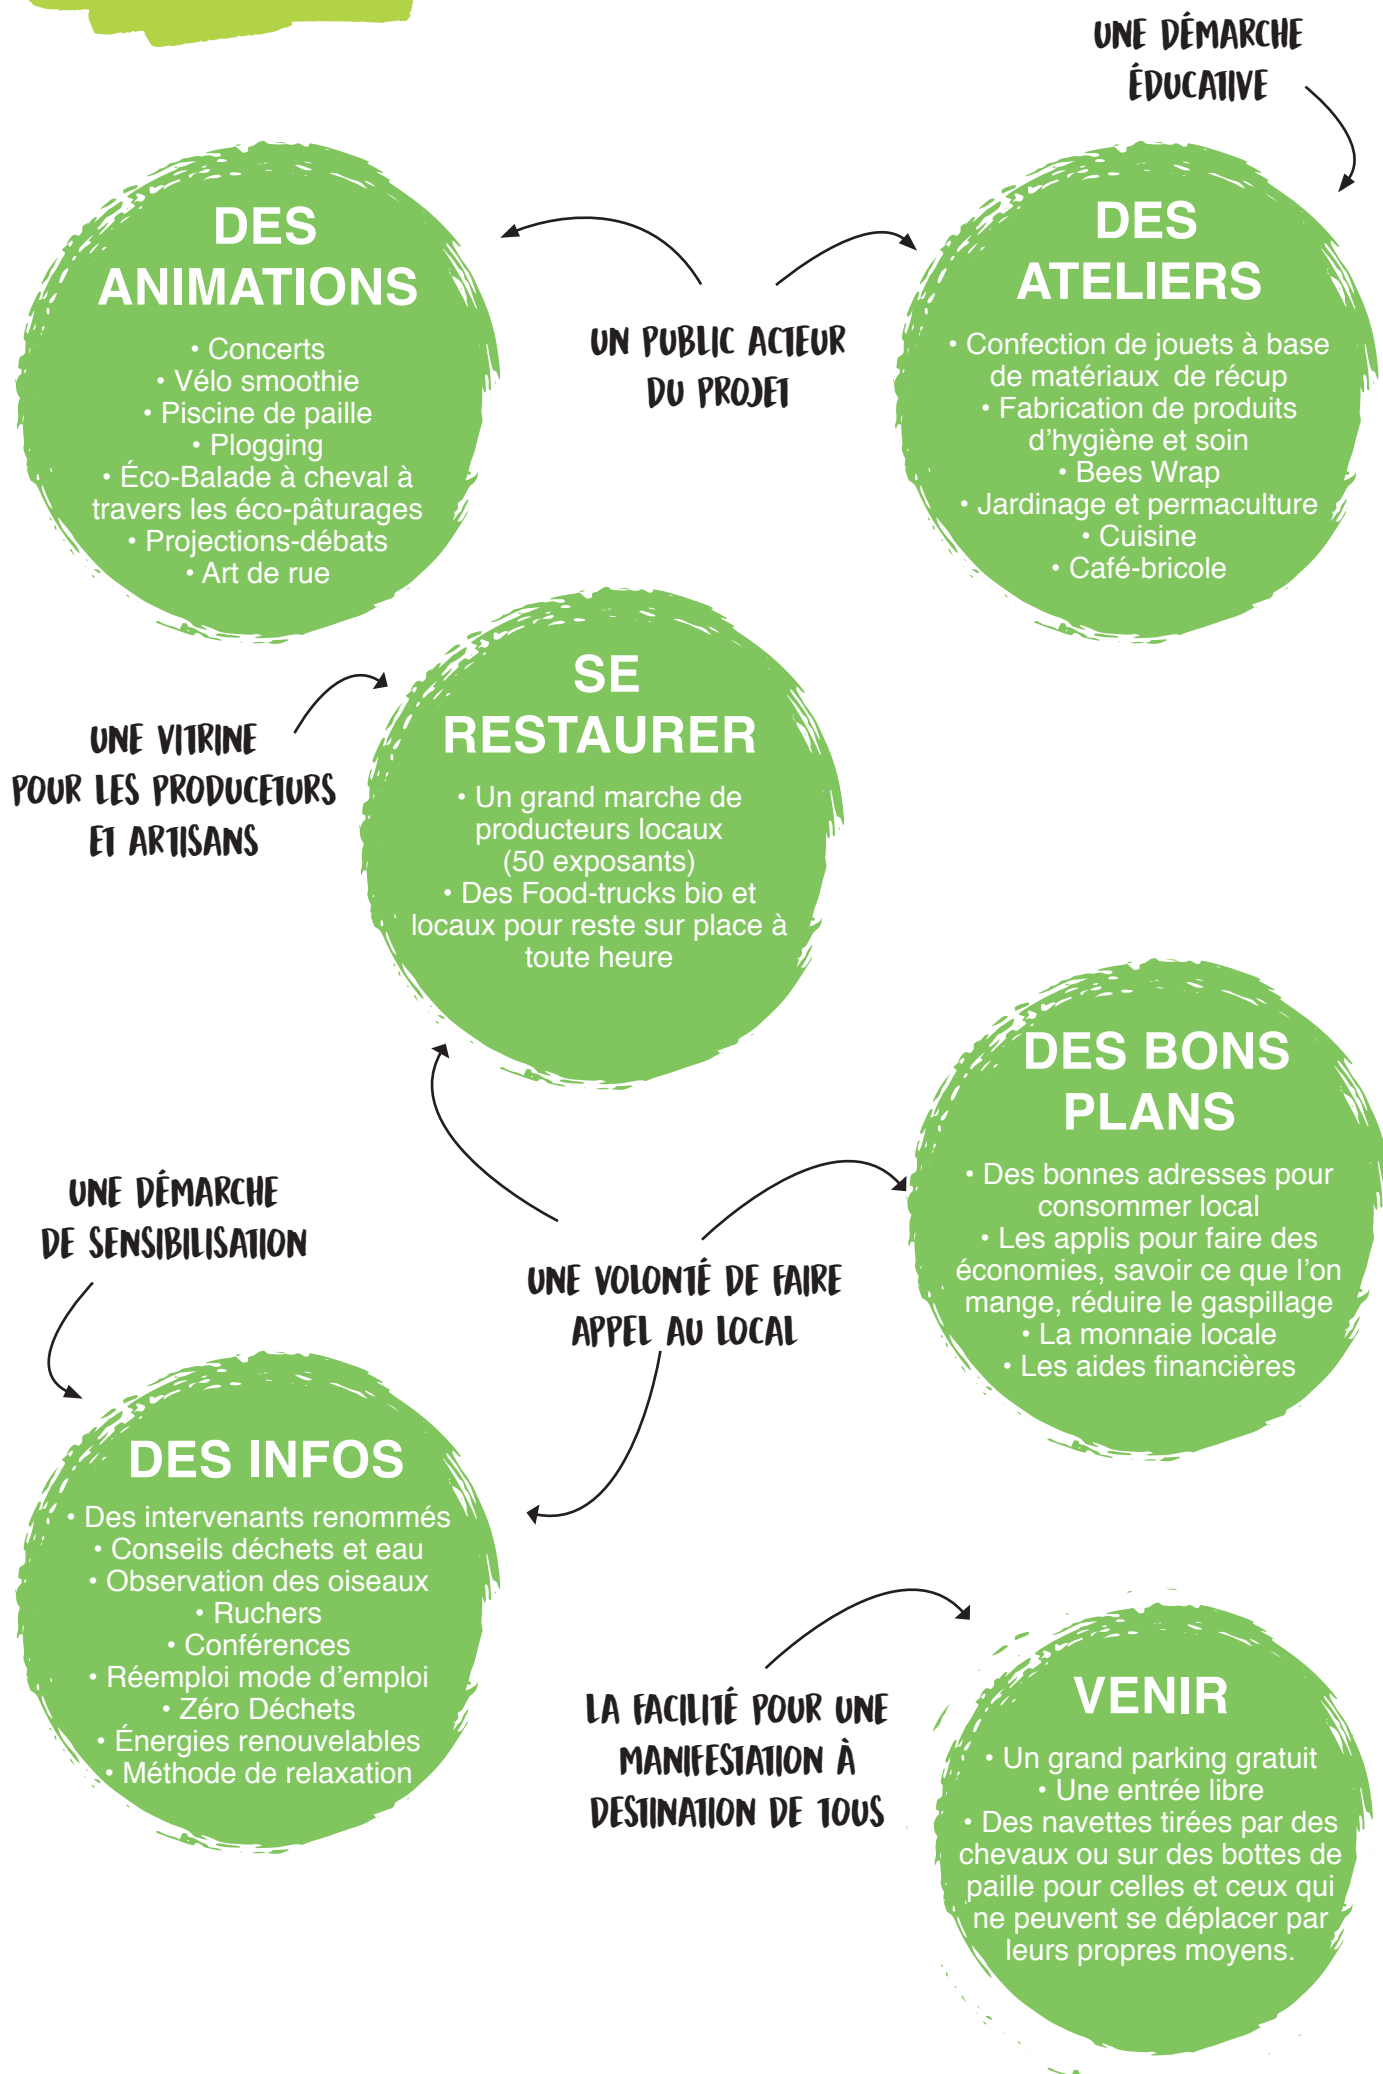 UNE DÉMARCHE
ÉDUCATIVE
DES
ANIMATIONS
• Concerts
• Vélo smoothie
• Piscine de paille
• Plogging
• Éco-Balade à cheval à
travers les éco-pâturages
• Projections-débats
• Art de rue
UN PUBLIC ACTEUR
DU PROJET
DES
ATELIERS
• Confection de jouets à base
de matériaux de récup
• Fabrication de produits
d’hygiène et soin
• Bees Wrap
• Jardinage et permaculture
• Cuisine
• Café-bricole
UNE VITRINE
POUR LES PRODUCETURS
ET ARTISANS
SE
RESTAURER
• Un grand marche de
producteurs locaux
(50 exposants)
• Des Food-trucks bio et
locaux pour reste sur place à
toute heure
DES BONS
PLANS
• Des bonnes adresses pour
consommer local
• Les applis pour faire des
économies, savoir ce que l’on
mange, réduire le gaspillage
• La monnaie locale
• Les aides financières
UNE DÉMARCHE
DE SENSIBILISATION
UNE VOLONTÉ DE FAIRE
APPEL AU LOCAL
DES INFOS
• Des intervenants renommés
• Conseils déchets et eau
• Observation des oiseaux
• Ruchers
• Conférences
• Réemploi mode d’emploi
• Zéro Déchets
• Énergies renouvelables
• Méthode de relaxation
LA FACILITÉ POUR UNE
MANIFESTATION À
DESTINATION DE TOUS
VENIR
• Un grand parking gratuit
• Une entrée libre
• Des navettes tirées par des
chevaux ou sur des bottes de
paille pour celles et ceux qui
ne peuvent se déplacer par
leurs propres moyens.